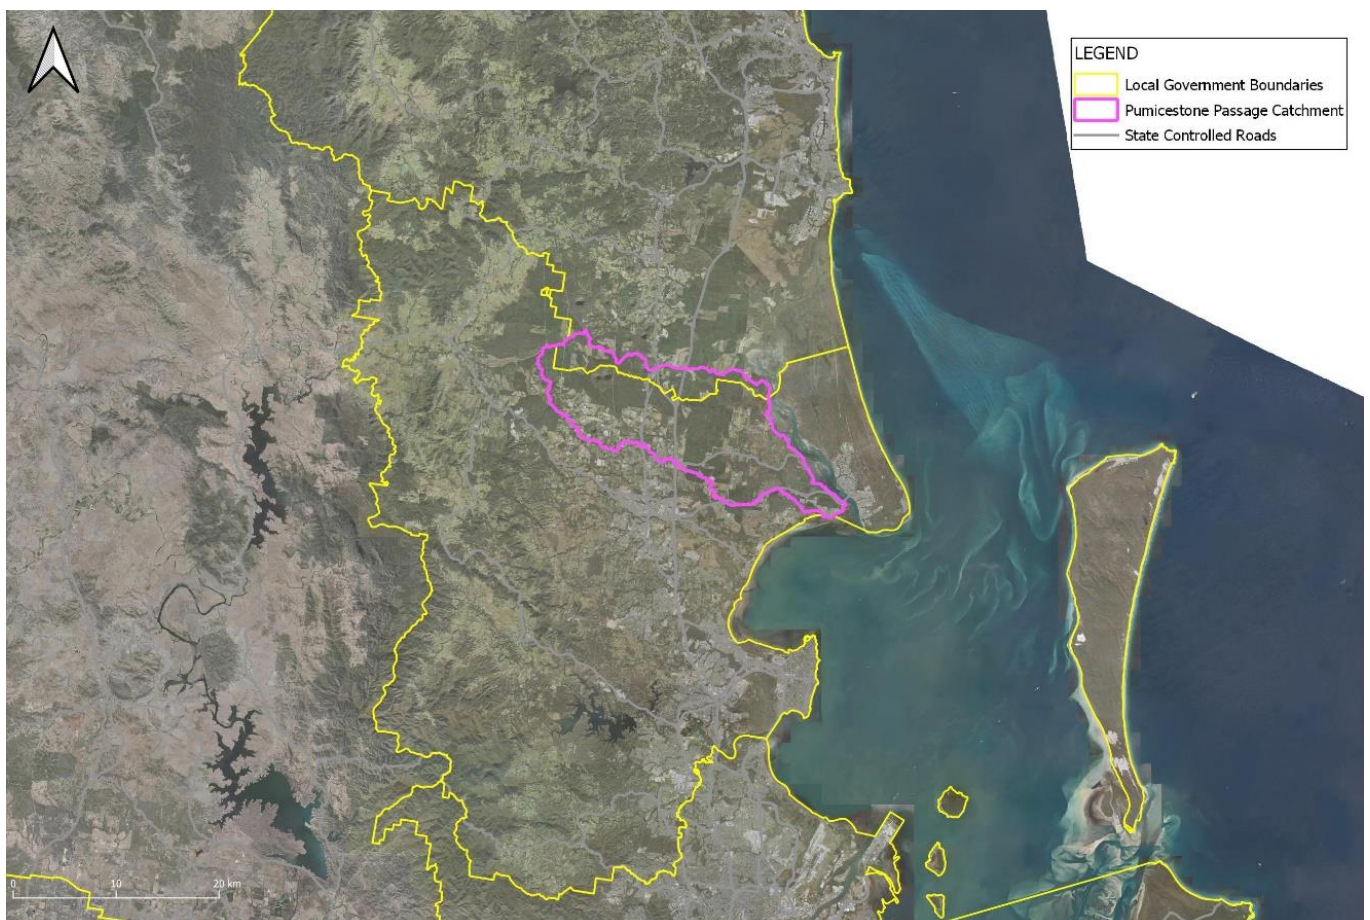 LEGEND
Local Government Boundaries
Pumicestone Passage Catchment
State Controlled Roads
0 10 20 km